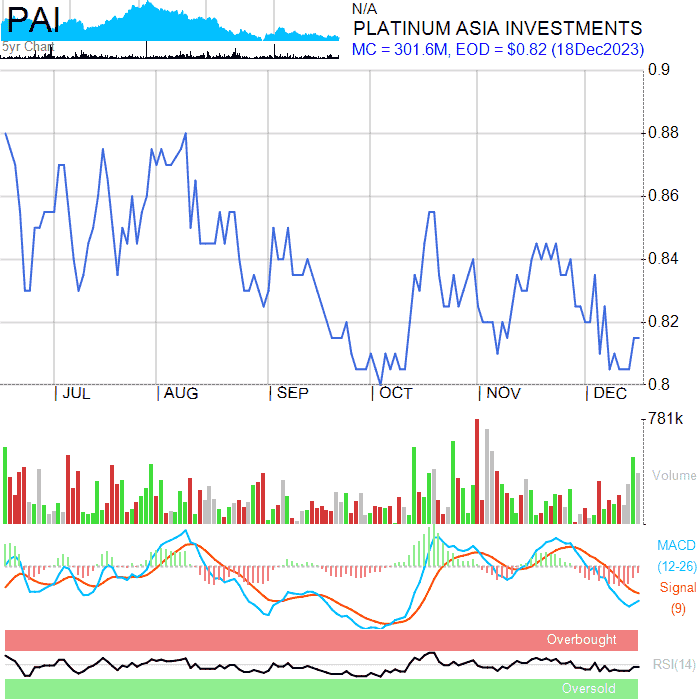 PAI
5yr Chart
N/A
PLATINUM ASIA INVESTMENTS
MC = 301.6M, EOD = $0.82 (18Dec2023)
0.9
0.88
0.86
0.84
0.82
0.8
JUL AUG SEP OCT NOV DEC
781k
Volume
MACD
(12-26)
Signal
(9)
Overbought
RSI(14)
Oversold